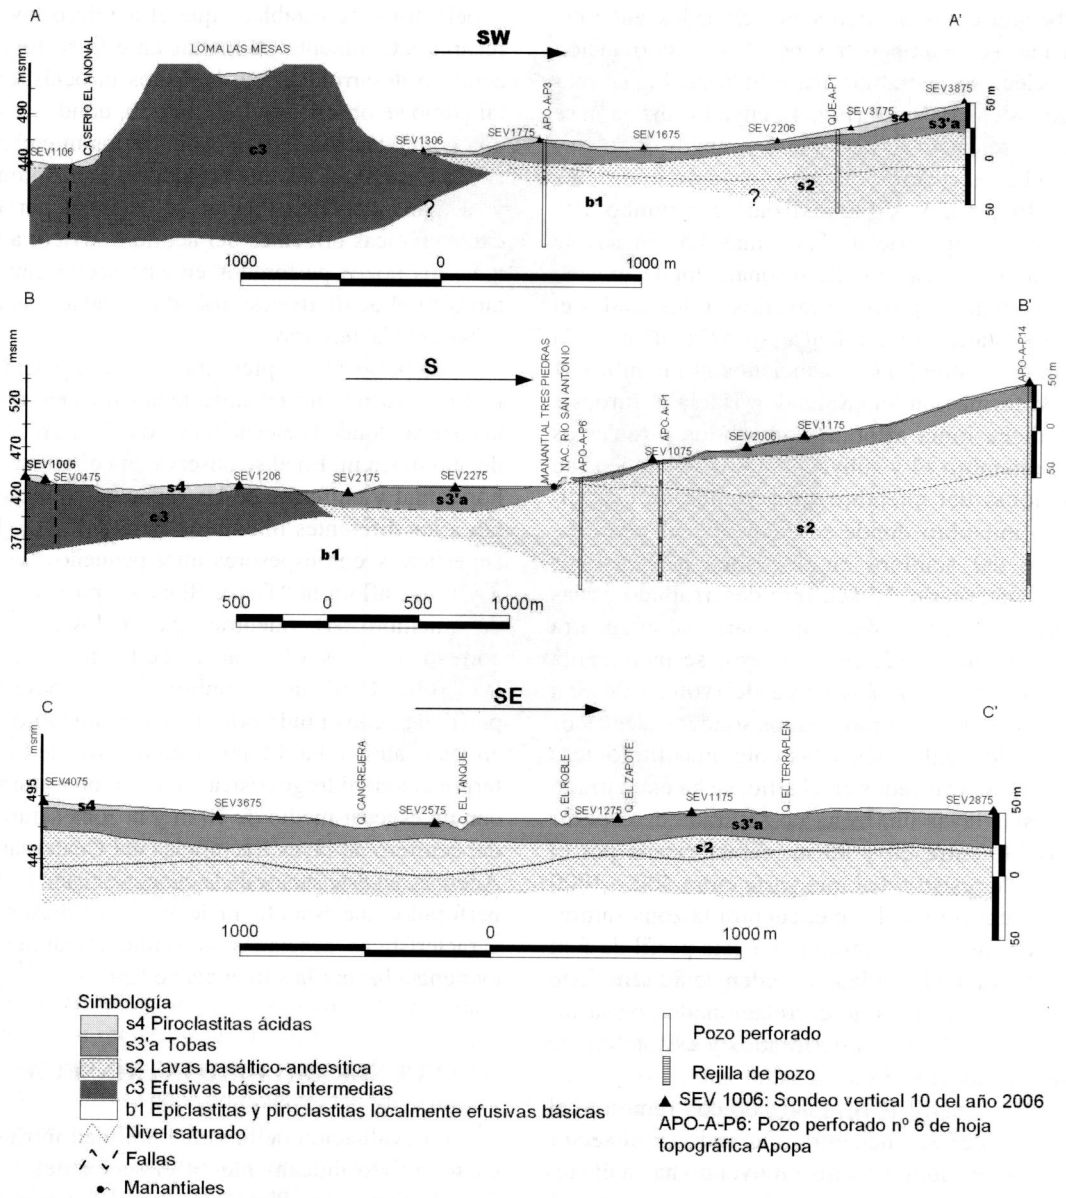 A
A'
LOMA LAS MESAS
SW
msnm
490
440
CASERIO EL ANONAL
SEV1106
c3
SEV1306
SEV1775
APO-A-P3
SEV1675
SEV2206
QUE-A-P1
SEV3775
s4
SEV3875
s3'a
50 m
0
50
s2
b1
?
?
1000
0
1000 m
B
B'
S
msnm
520
470
420
370
SEV1006
SEV0475
s4
SEV1206
c3
SEV2175
SEV2275
s3'a
MANANTIAL TRES PIEDRAS
NAC. RIO SAN ANTONIO
APO-A-P6
SEV1075
APO-A-P1
SEV2006
SEV1175
APO-A-P14
50 m
0
50
s2
b1
500
0
500
1000m
C
C'
SE
msnm
495
445
SEV4075
s4
SEV3675
Q. CANGREJERA
SEV2575
Q. EL TANQUE
Q. EL ROBLE
SEV1275
Q. EL ZAPOTE
SEV1175
Q. EL TERRAPLEN
SEV2875
s3'a
s2
50 m
0
50
1000
0
1000 m
Simbología
s4 Piroclastitas ácidas
s3'a Tobas
s2 Lavas basáltico-andesítica
c3 Efusivas básicas intermedias
b1 Epiclastitas y piroclastitas localmente efusivas básicas
Nivel saturado
Fallas
Manantiales
Pozo perforado
Rejilla de pozo
SEV 1006: Sondeo vertical 10 del año 2006
APO-A-P6: Pozo perforado nº 6 de hoja
topográfica Apopa